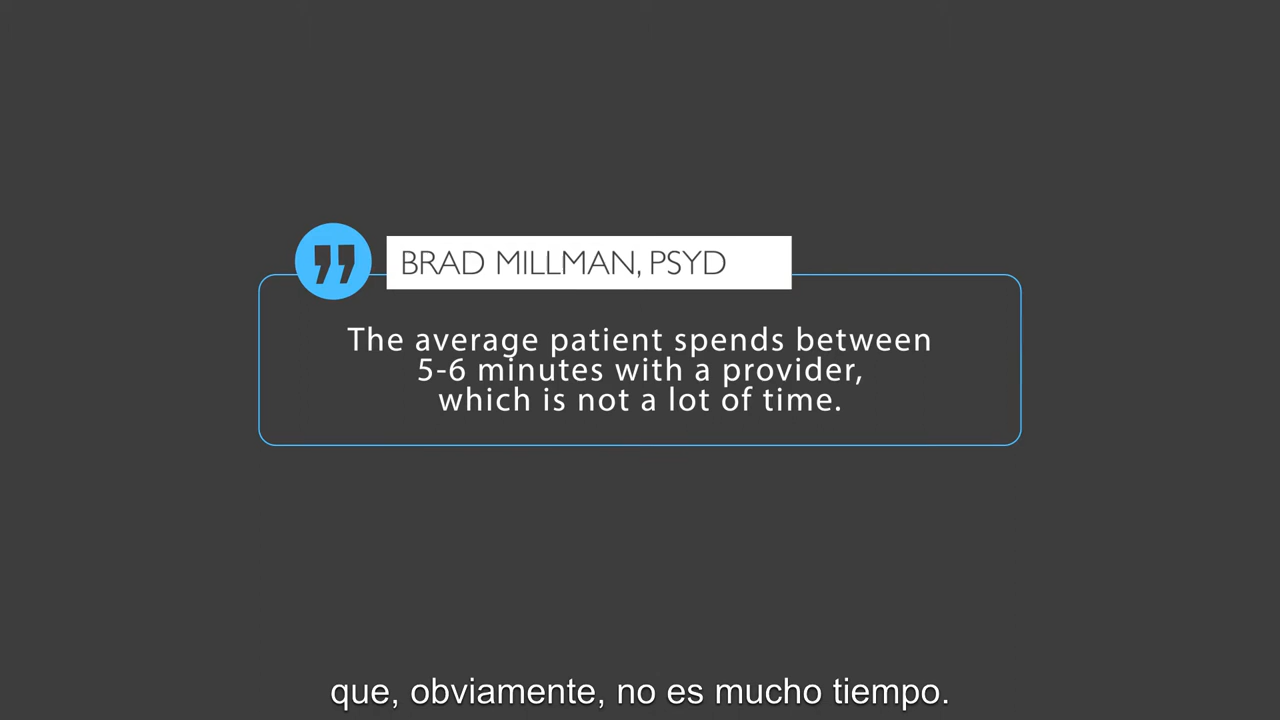 BRAD MILLMAN, PSYD
The average patient spends between
5-6 minutes with a provider,
which is not a lot of time.
que, obviamente, no es mucho tiempo.